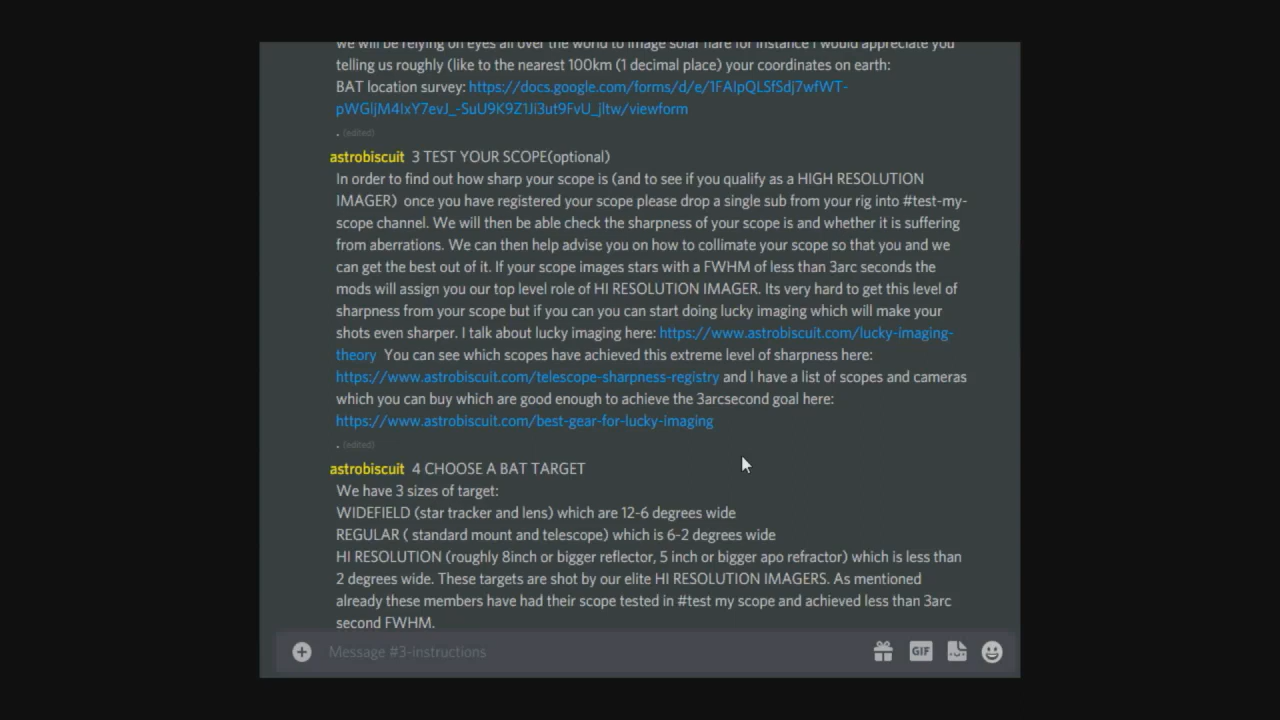 we will be relying on eyes all over the world to image solar flare for instance I would appreciate you
telling us roughly (like to the nearest 100km (1 decimal place) your coordinates on earth:
BAT location survey: https://docs.google.com/forms/d/e/1FAIpQLSfSdj7wfWT-
pWGljM4IxY7evJ_-SuU9K9Z1Ji3ut9FvU_jltw/viewform
. (edited)
astrobiscuit 3 TEST YOUR SCOPE(optional)
In order to find out how sharp your scope is (and to see if you qualify as a HIGH RESOLUTION
IMAGER) once you have registered your scope please drop a single sub from your rig into #test-my-
scope channel. We will then be able check the sharpness of your scope is and whether it is suffering
from aberrations. We can then help advise you on how to collimate your scope so that you and we
can get the best out of it. If your scope images stars with a FWHM of less than 3arc seconds the
mods will assign you our top level role of HI RESOLUTION IMAGER. Its very hard to get this level of
sharpness from your scope but if you can you can start doing lucky imaging which will make your
shots even sharper. I talk about lucky imaging here: https://www.astrobiscuit.com/lucky-imaging-
theory You can see which scopes have achieved this extreme level of sharpness here:
https://www.astrobiscuit.com/telescope-sharpness-registry and I have a list of scopes and cameras
which you can buy which are good enough to achieve the 3arcsecond goal here:
https://www.astrobiscuit.com/best-gear-for-lucky-imaging
. (edited)
astrobiscuit 4 CHOOSE A BAT TARGET
We have 3 sizes of target:
WIDEFIELD (star tracker and lens) which are 12-6 degrees wide
REGULAR ( standard mount and telescope) which is 6-2 degrees wide
HI RESOLUTION (roughly 8inch or bigger reflector, 5 inch or bigger apo refractor) which is less than
2 degrees wide. These targets are shot by our elite HI RESOLUTION IMAGERS. As mentioned
already these members have had their scope tested in #test my scope and achieved less than 3arc
second FWHM.
Message #3-instructions
GIF